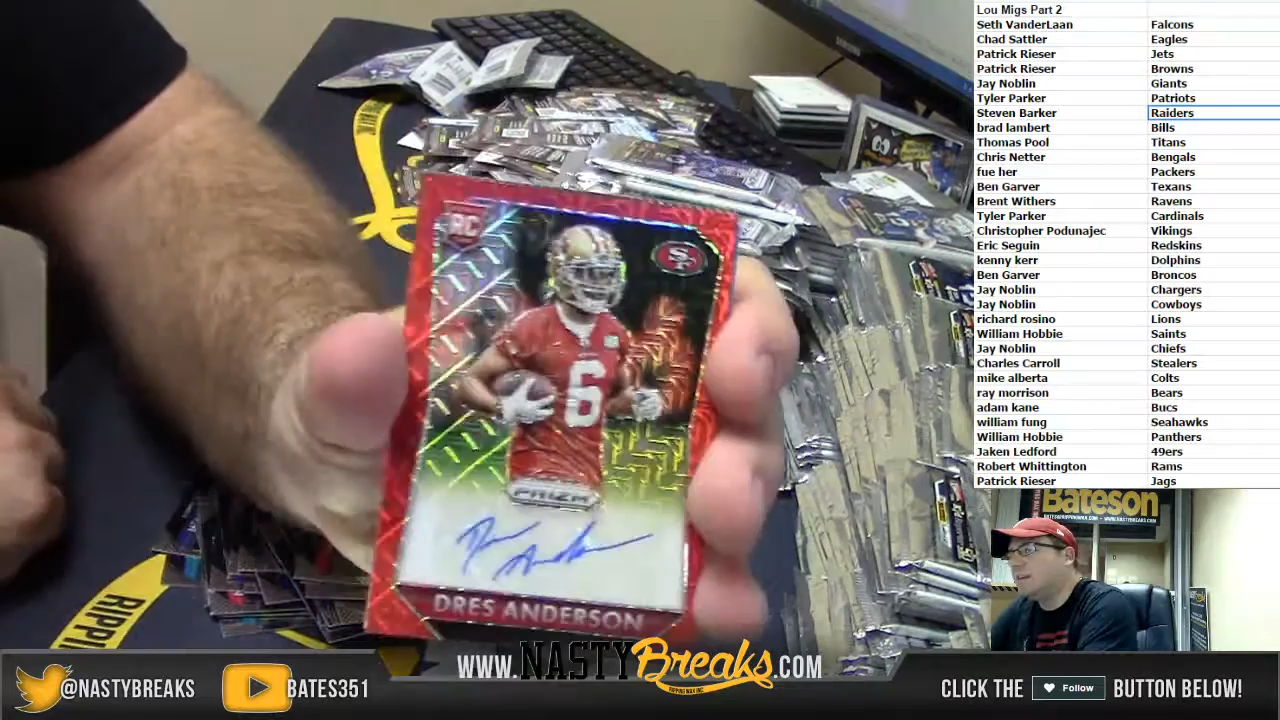 Lou Migs Part 2
Seth VanderLaan Falcons
Chad Sattler Eagles
Patrick Rieser Jets
Patrick Rieser Browns
Jay Noblin Giants
Tyler Parker Patriots
Steven Barker Raiders
brad lambert Bills
Thomas Pool Titans
Chris Netter Bengals
fue her Packers
Ben Garver Texans
Brent Withers Ravens
Tyler Parker Cardinals
Christopher Podunajec Vikings
Eric Seguin Redskins
kenny kerr Dolphins
Ben Garver Broncos
Jay Noblin Chargers
Jay Noblin Cowboys
richard rosino Lions
William Hobbie Saints
Jay Noblin Chiefs
Charles Carroll Stealers
mike alberta Colts
ray morrison Bears
adam kane Bucs
william fung Seahawks
William Hobbie Panthers
Jaken Ledford 49ers
Robert Whittington Rams
Patrick Rieser Jags
RC
SF
6
PRIZM
DRES ANDERSON
Bateson
RIPPIN
@NASTYBREAKS
BATES351
WWW.NASTYBreaks.COM
RIPPING WAX INC
CLICK THE Follow BUTTON BELOW!